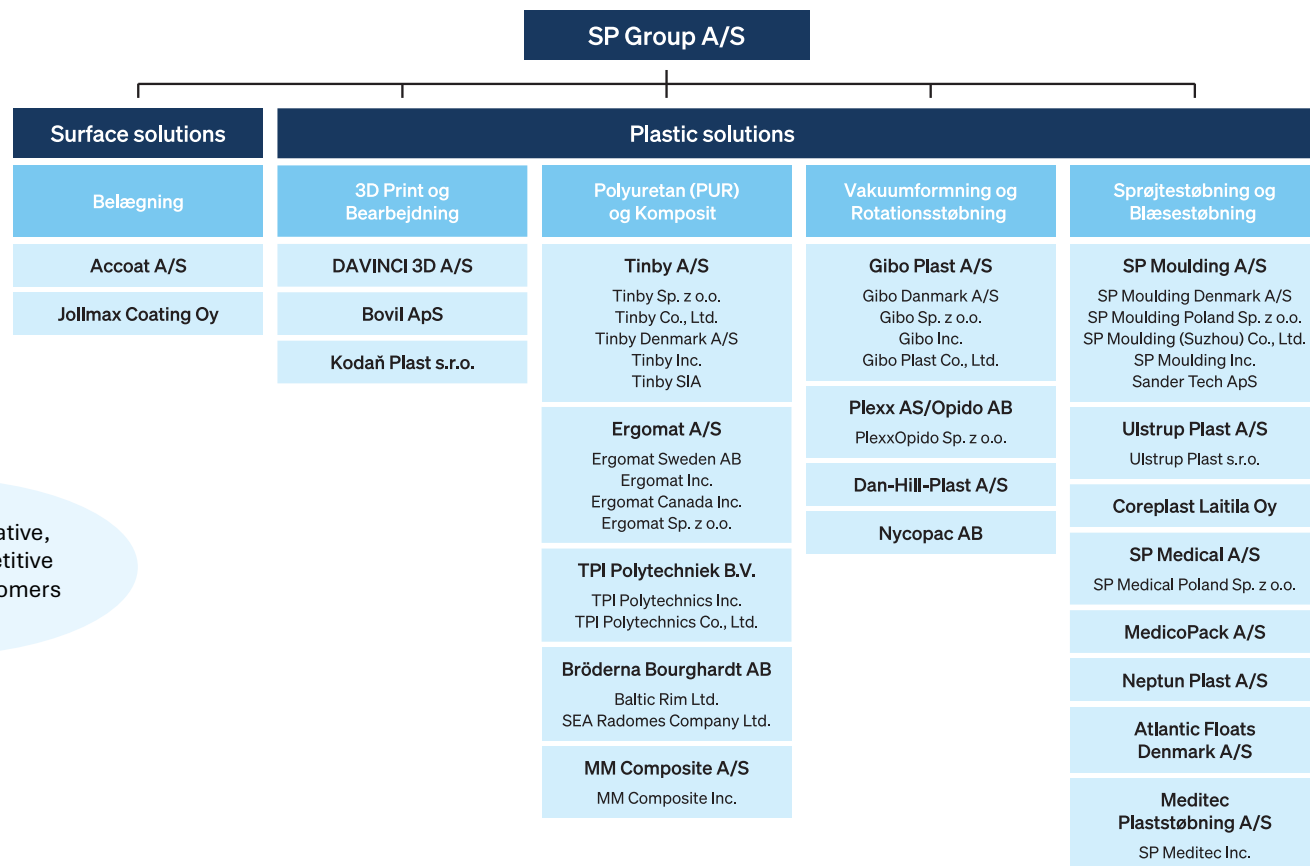 SP Group A/S
Surface solutions
Plastic solutions
Belægning
Accoat A/S
Jollmax Coating Oy
3D Print og
Bearbejdning
DAVINCI 3D A/S
Bovil ApS
Kodaň Plast s.r.o.
Polyuretan (PUR)
og Komposit
Tinby A/S
Tinby Sp. z o.o.
Tinby Co., Ltd.
Tinby Denmark A/S
Tinby Inc.
Tinby SIA
Ergomat A/S
Ergomat Sweden AB
Ergomat Inc.
Ergomat Canada Inc.
Ergomat Sp. z o.o.
TPI Polytechniek B.V.
TPI Polytechnics Inc.
TPI Polytechnics Co., Ltd.
Bröderna Bourghardt AB
Baltic Rim Ltd.
SEA Radomes Company Ltd.
MM Composite A/S
MM Composite Inc.
Vakuumformning og
Rotationsstøbning
Gibo Plast A/S
Gibo Danmark A/S
Gibo Sp. z o.o.
Gibo Inc.
Gibo Plast Co., Ltd.
Plexx AS/Opido AB
PlexxOpido Sp. z o.o.
Dan-Hill-Plast A/S
Nycopac AB
Sprøjtestøbning og
Blæsestøbning
SP Moulding A/S
SP Moulding Denmark A/S
SP Moulding Poland Sp. z o.o.
SP Moulding (Suzhou) Co., Ltd.
SP Moulding Inc.
Sander Tech ApS
Ulstrup Plast A/S
Ulstrup Plast s.r.o.
Coreplast Laitila Oy
SP Medical A/S
SP Medical Poland Sp. z o.o.
MedicoPack A/S
Neptun Plast A/S
Atlantic Floats
Denmark A/S
Meditec
Plaststøbning A/S
SP Meditec Inc.